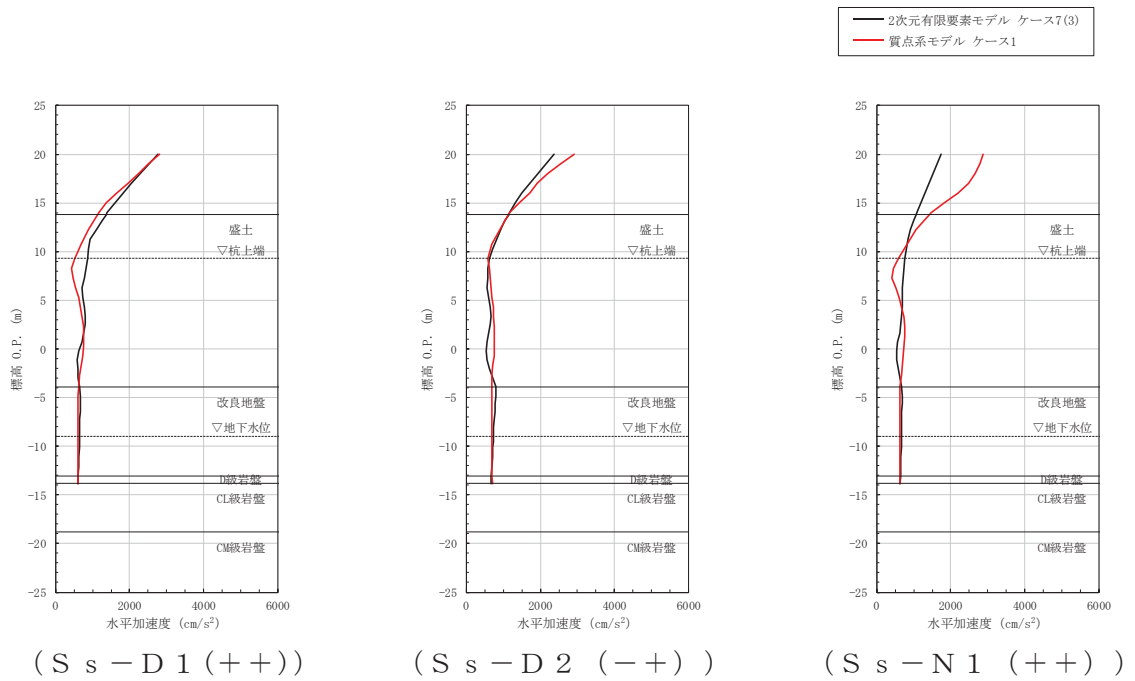 2次元有限要素モデル ケース7(3)
質点系モデル ケース1
25
20
15
10
5
0
-5
-10
-15
-20
-25
標高 O.P. (m)
盛土
▽杭上端
改良地盤
▽地下水位
D級岩盤
CL級岩盤
CM級岩盤
0 2000 4000 6000
水平加速度 (cm/s²)
(Ss-D1(++))
25
20
15
10
5
0
-5
-10
-15
-20
-25
標高 O.P. (m)
盛土
▽杭上端
改良地盤
▽地下水位
D級岩盤
CL級岩盤
CM級岩盤
0 2000 4000 6000
水平加速度 (cm/s²)
(Ss-D2 (-+) )
25
20
15
10
5
0
-5
-10
-15
-20
-25
標高 O.P. (m)
盛土
▽杭上端
改良地盤
▽地下水位
D級岩盤
CL級岩盤
CM級岩盤
0 2000 4000 6000
水平加速度 (cm/s²)
(Ss-N1 (++) )